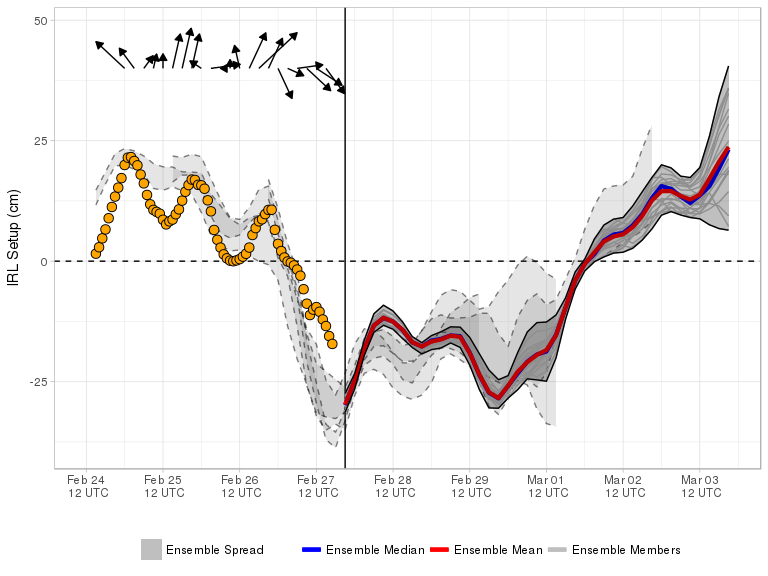 50
25
0
-25
IRL Setup (cm)
Feb 24
12 UTC
Feb 25
12 UTC
Feb 26
12 UTC
Feb 27
12 UTC
Feb 28
12 UTC
Feb 29
12 UTC
Mar 01
12 UTC
Mar 02
12 UTC
Mar 03
12 UTC
Ensemble Spread
Ensemble Median
Ensemble Mean
Ensemble Members